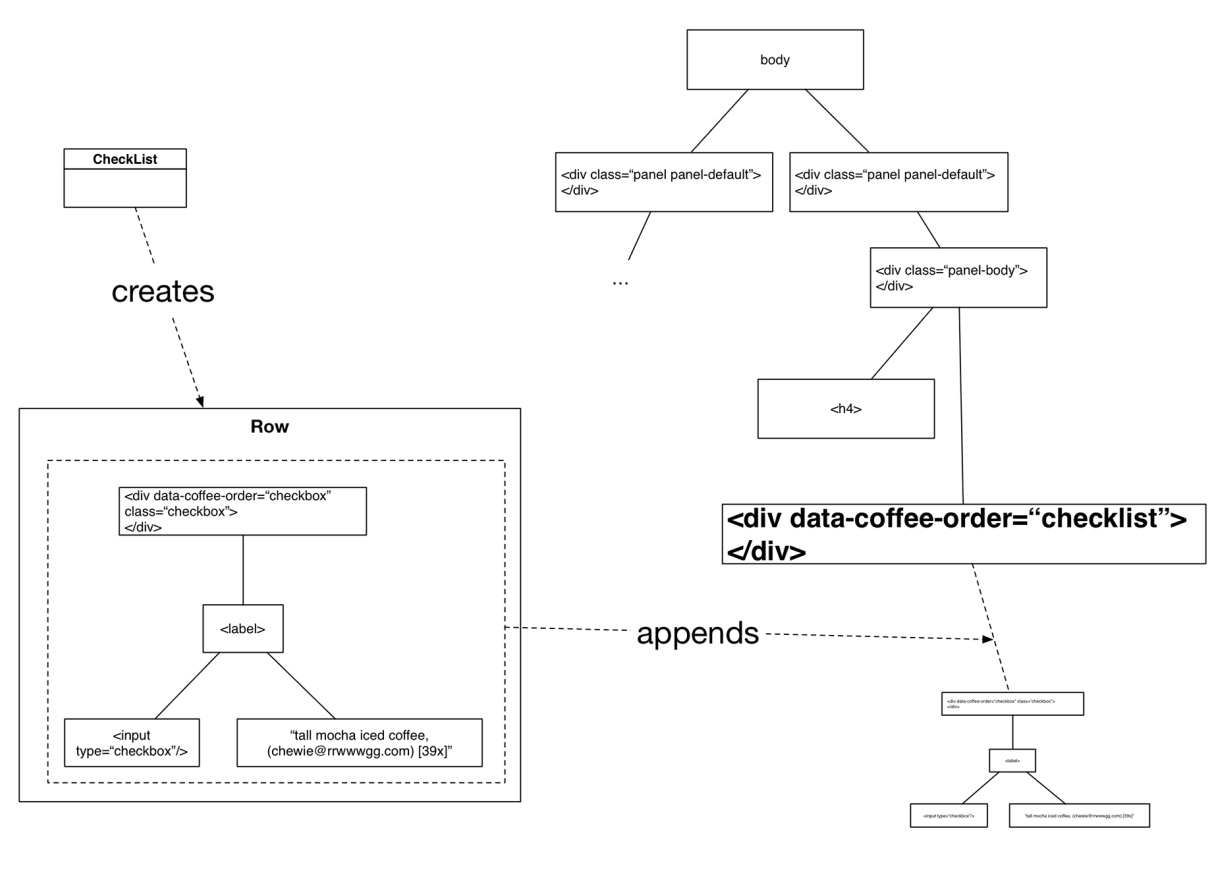 body
CheckList
<div class=“panel panel-default”>
</div>
<div class=“panel panel-default”>
</div>
creates
...
<div class=“panel-body”>
</div>
<h4>
Row
<div data-coffee-order=“checkbox”
class=“checkbox”>
</div>
<label>
<input
type=“checkbox”/>
“tall mocha iced coffee,
(chewie@rrwwwgg.com) [39x]”
<div data-coffee-order=“checklist”>
</div>
appends
<div data-coffee-order=“checkbox” class=“checkbox”>
</div>
<label>
<input type=“checkbox”/>
“tall mocha iced coffee, (chewie@rrwwwgg.com) [39x]”